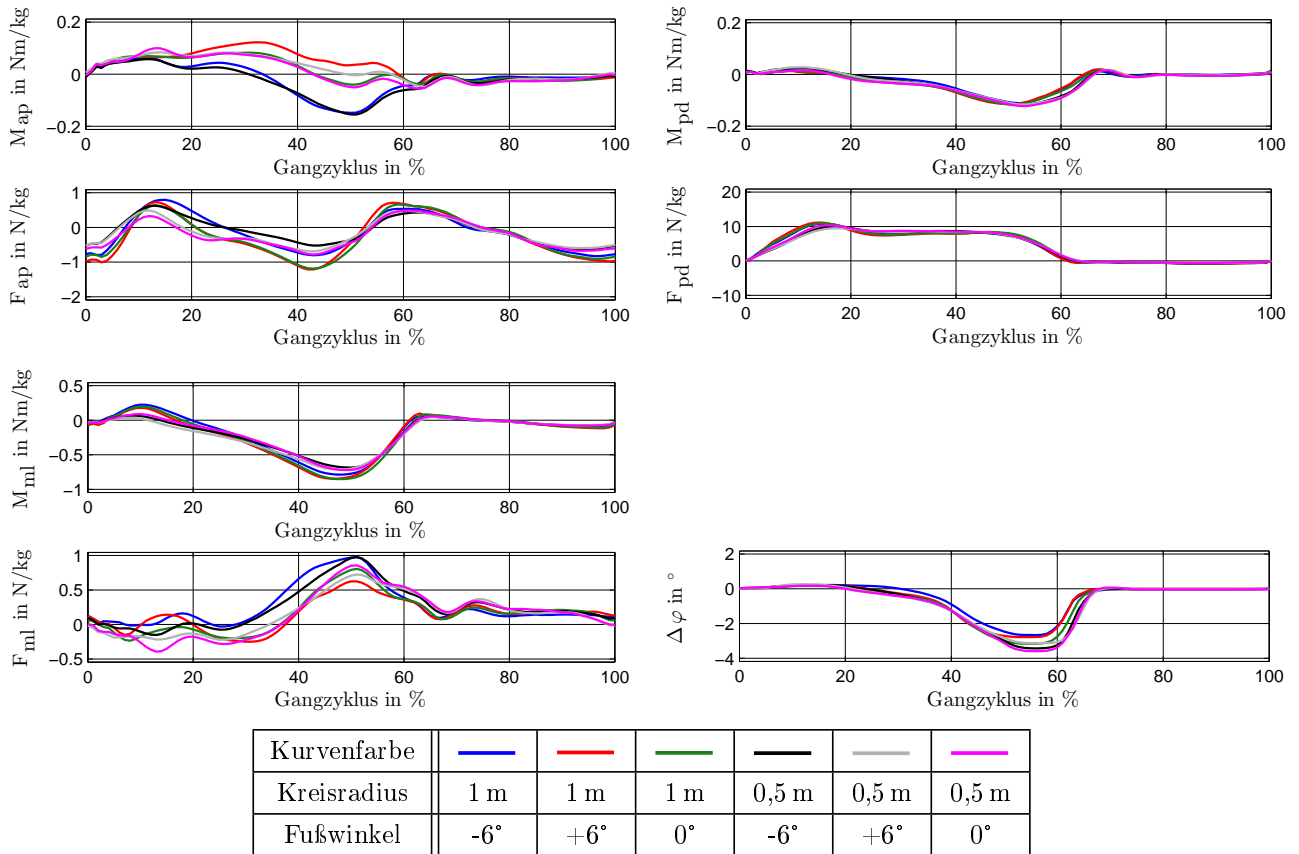 M_ap in Nm/kg
0.2
0
−0.2
0 20 40 60 80 100
Gangzyklus in %
M_pd in Nm/kg
0.2
0
−0.2
0 20 40 60 80 100
Gangzyklus in %
F_ap in N/kg
1
0
−1
−2
0 20 40 60 80 100
Gangzyklus in %
F_pd in N/kg
20
10
0
−10
0 20 40 60 80 100
Gangzyklus in %
M_ml in Nm/kg
0.5
0
−0.5
−1
0 20 40 60 80 100
Gangzyklus in %
F_ml in N/kg
1
0.5
0
−0.5
0 20 40 60 80 100
Gangzyklus in %
Δφ in °
2
0
−2
−4
0 20 40 60 80 100
Gangzyklus in %
Kurvenfarbe
Kreisradius 1 m 1 m 1 m 0,5 m 0,5 m 0,5 m
Fußwinkel -6° +6° 0° -6° +6° 0°